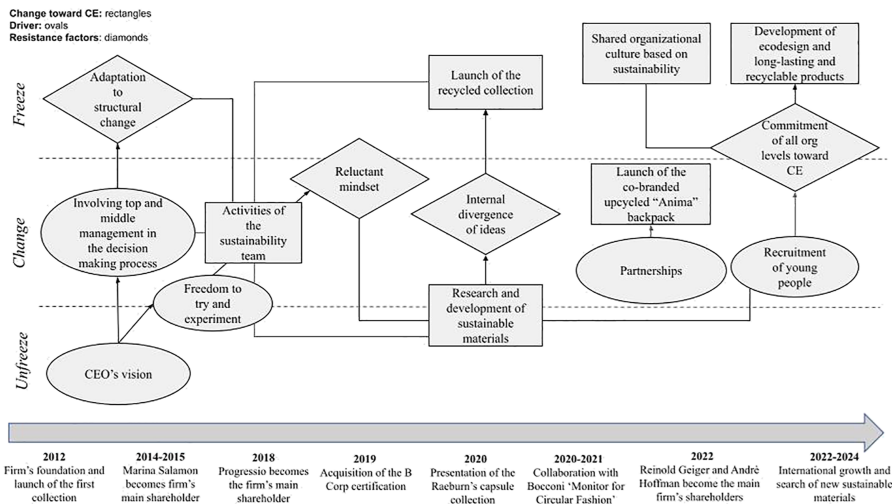 Change toward CE: rectangles
Driver: ovals
Resistance factors: diamonds
Freeze
Adaptation
to
structural
change
Launch of the
recycled collection
Shared organizational
culture based on
sustainability
Development of
ecodesign and
long-lasting and
recyclable products
Commitment
of all org
levels toward
CE
Change
Involving top and
middle
management in
the decision
making process
Activities of
the
sustainability
team
Reluctant
mindset
Internal
divergence
of ideas
Launch of the
co-branded
upcycled “Anima”
backpack
Partnerships
Recruitment
of young
people
Freedom to
try and
experiment
Research and
development of
sustainable
materials
Unfreeze
CEO's vision
2012
Firm's foundation and
launch of the first
collection
2014-2015
Marina Salamon
becomes firm's
main shareholder
2018
Progressio becomes
the firm's main
shareholder
2019
Acquisition of the B
Corp certification
2020
Presentation of the
Raeburn's capsule
collection
2020-2021
Collaboration with
Bocconi ‘Monitor for
Circular Fashion’
2022
Reinold Geiger and André
Hoffman become the main
firm's shareholders
2022-2024
International growth and
search of new sustainable
materials